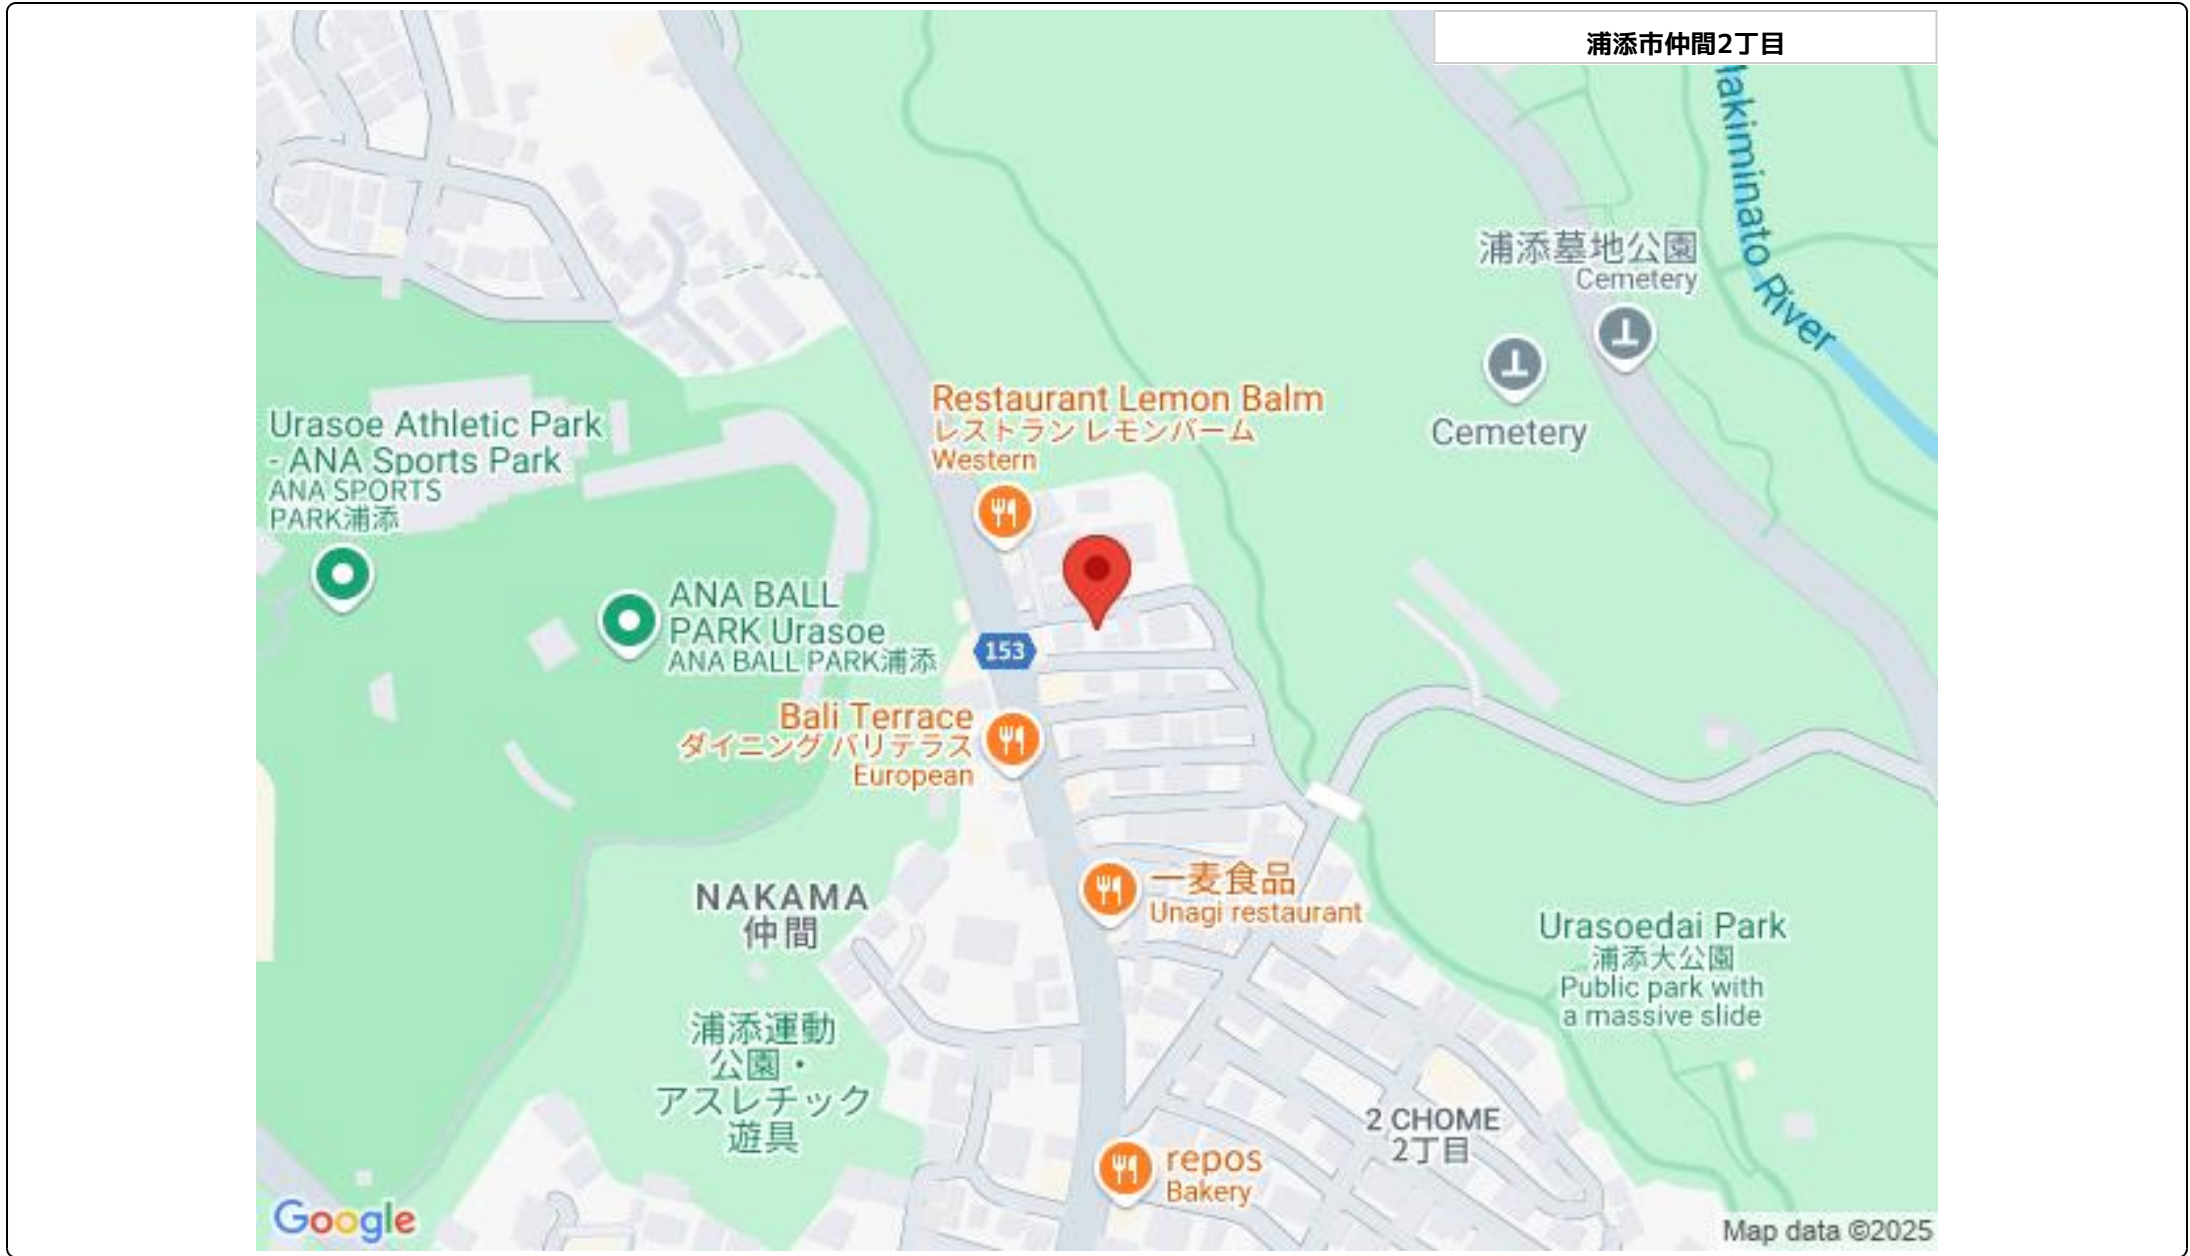 浦添市仲間2丁目
Makiminato River
浦添墓地公園
Cemetery
Cemetery
Restaurant Lemon Balm
レストラン レモンバーム
Western
Urasoe Athletic Park
- ANA Sports Park
ANA SPORTS
PARK浦添
ANA BALL
PARK Urasoe
ANA BALL PARK浦添
153
Bali Terrace
ダイニング バリテラス
European
一麦食品
Unagi restaurant
NAKAMA
仲間
Urasoedai Park
浦添大公園
Public park with
a massive slide
浦添運動
公園・
アスレチック
遊具
2 CHOME
2丁目
repos
Bakery
Google
Map data ©2025